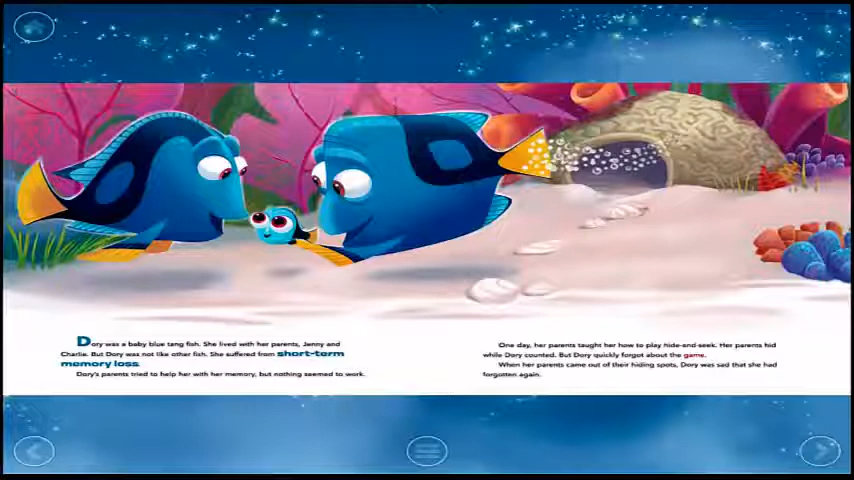 Dory was a baby blue tang fish. She lived with her parents, Jenny and
Charlie. But Dory was not like other fish. She suffered from short-term
memory loss.
Dory's parents tried to help her with her memory, but nothing seemed to work.
One day, her parents taught her how to play hide-and-seek. Her parents hid
while Dory counted. But Dory quickly forgot about the game.
When her parents came out of their hiding spots, Dory was sad that she had
forgotten again.